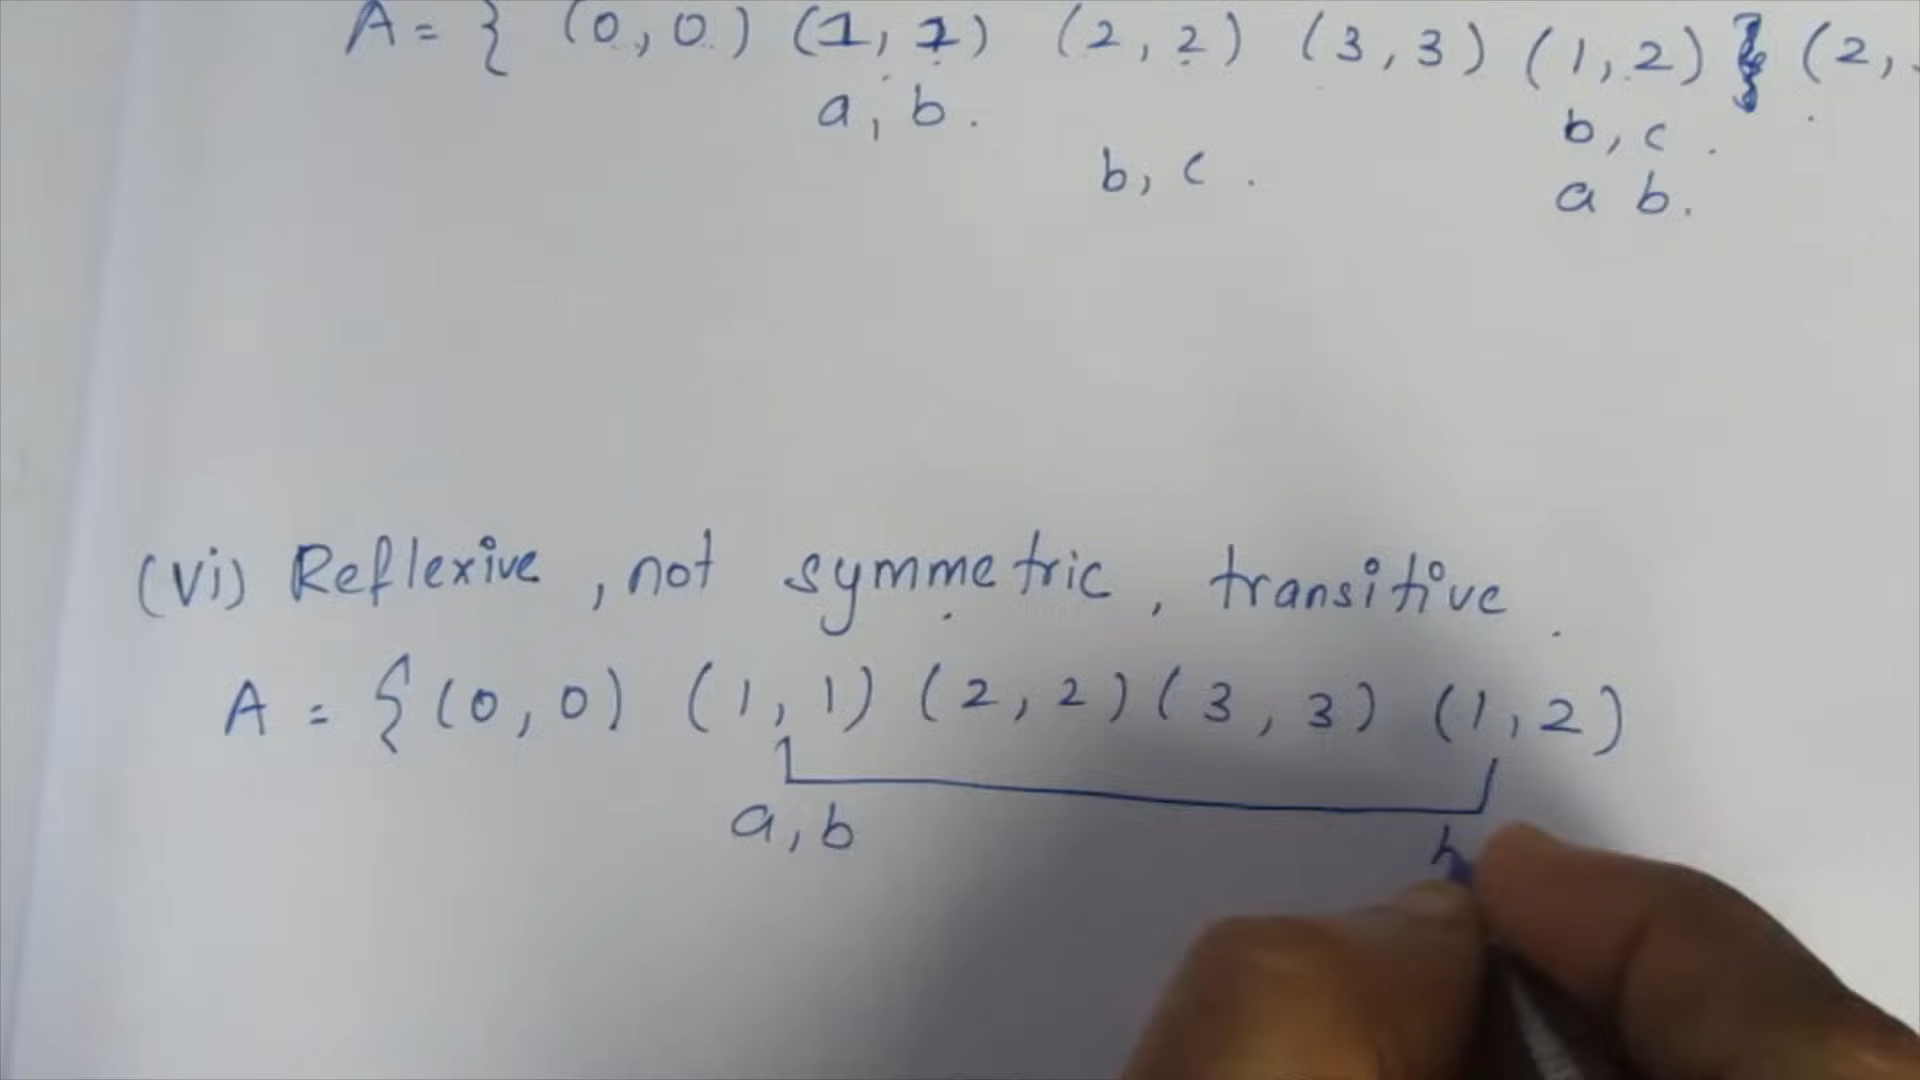 A = { (0,0) (1,1) (2,2) (3,3) (1,2) (2,
a, b. b, c.
b, c. a b.
(vi) Reflexive, not symmetric, transitive.
A = {(0,0) (1,1) (2,2) (3,3) (1,2)
a, b